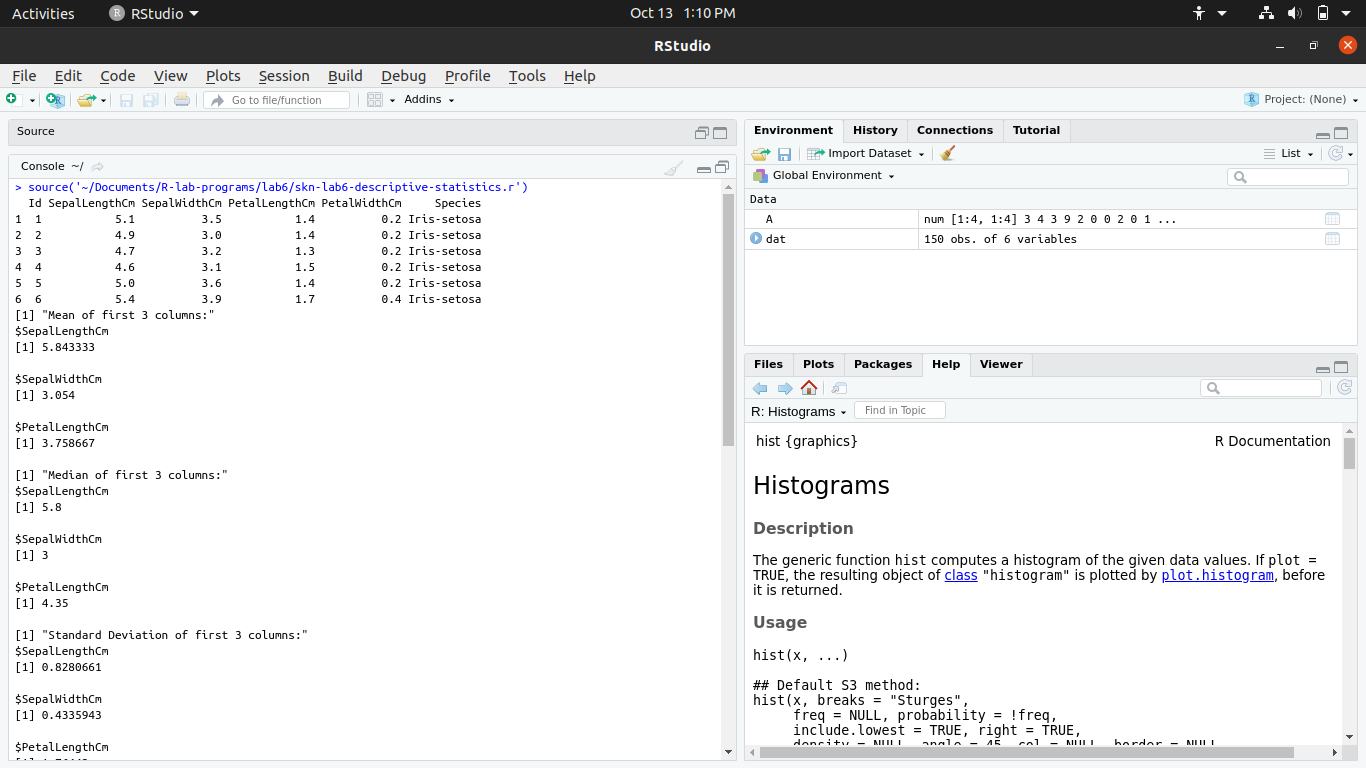 Activities RStudio Oct 13 1:10 PM
RStudio
File Edit Code View Plots Session Build Debug Profile Tools Help
Go to file/function Addins Project: (None)
Source
Console ~/
> source('~/Documents/R-lab-programs/lab6/skn-lab6-descriptive-statistics.r')
  Id SepalLengthCm SepalWidthCm PetalLengthCm PetalWidthCm     Species
1  1           5.1          3.5           1.4          0.2 Iris-setosa
2  2           4.9          3.0           1.4          0.2 Iris-setosa
3  3           4.7          3.2           1.3          0.2 Iris-setosa
4  4           4.6          3.1           1.5          0.2 Iris-setosa
5  5           5.0          3.6           1.4          0.2 Iris-setosa
6  6           5.4          3.9           1.7          0.4 Iris-setosa
[1] "Mean of first 3 columns:"
$SepalLengthCm
[1] 5.843333
$SepalWidthCm
[1] 3.054
$PetalLengthCm
[1] 3.758667
[1] "Median of first 3 columns:"
$SepalLengthCm
[1] 5.8
$SepalWidthCm
[1] 3
$PetalLengthCm
[1] 4.35
[1] "Standard Deviation of first 3 columns:"
$SepalLengthCm
[1] 0.8280661
$SepalWidthCm
[1] 0.4335943
$PetalLengthCm
Environment History Connections Tutorial
Import Dataset List
Global Environment
Data
A num [1:4, 1:4] 3 4 3 9 2 0 0 2 0 1 ...
dat 150 obs. of 6 variables
Files Plots Packages Help Viewer
R: Histograms Find in Topic
hist {graphics} R Documentation
Histograms
Description
The generic function hist computes a histogram of the given data values. If plot =
TRUE, the resulting object of class "histogram" is plotted by plot.histogram, before
it is returned.
Usage
hist(x, ...)
## Default S3 method:
hist(x, breaks = "Sturges",
     freq = NULL, probability = !freq,
     include.lowest = TRUE, right = TRUE,
     density = NULL, angle = 45, col = NULL, border = NULL